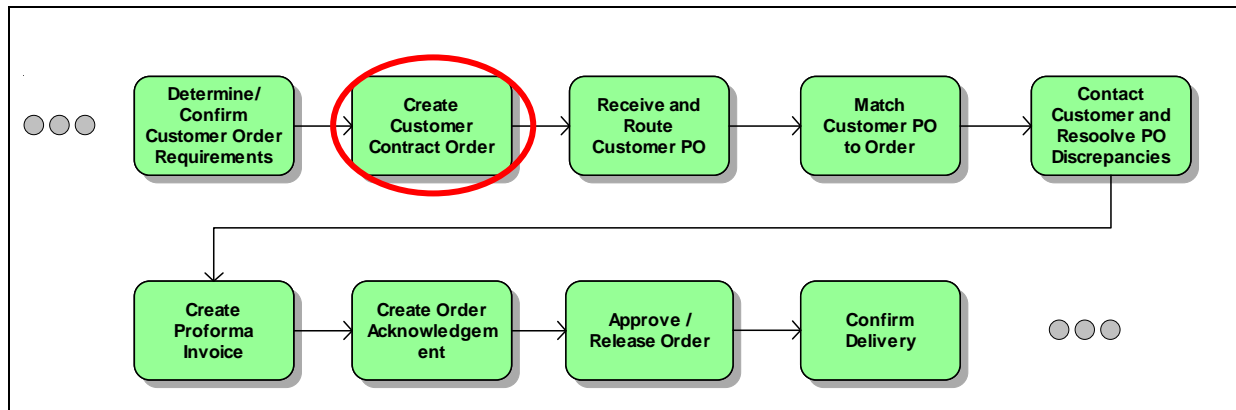 Determine/
Confirm
Customer Order
Requirements
Create
Customer
Contract Order
Receive and
Route
Customer PO
Match
Customer PO
to Order
Contact
Customer and
Resoolve PO
Discrepancies
Create
Proforma
Invoice
Create Order
Acknowledgem
ent
Approve /
Release Order
Confirm
Delivery